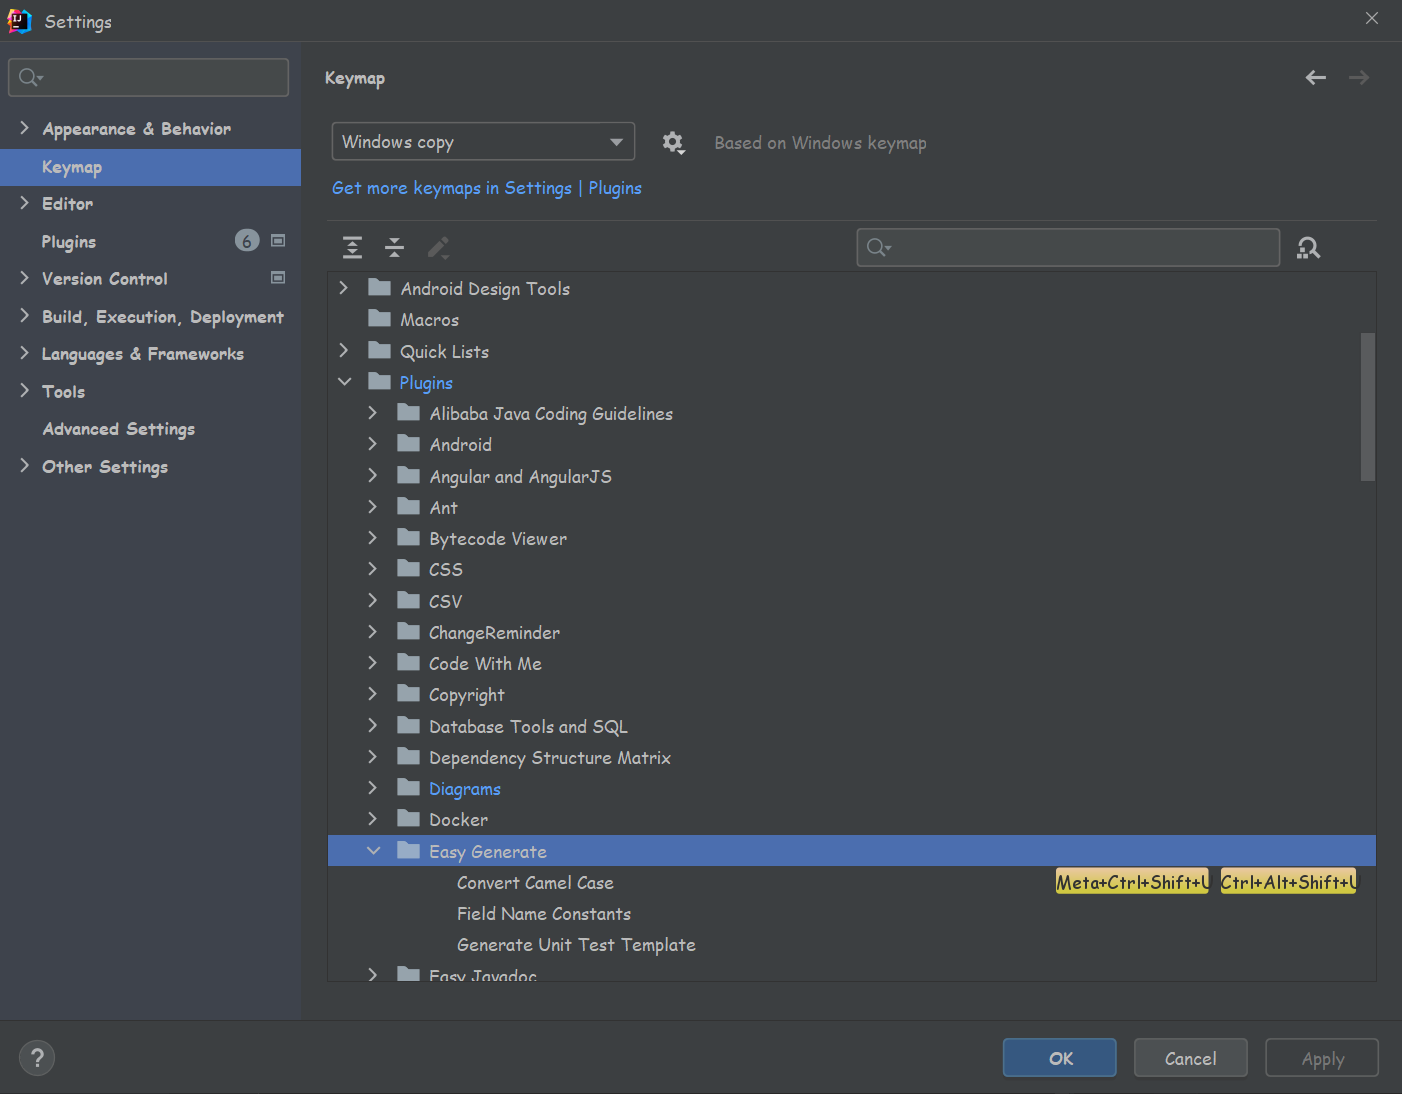 Settings
Appearance & Behavior
Keymap
Editor
Plugins 6
Version Control
Build, Execution, Deployment
Languages & Frameworks
Tools
Advanced Settings
Other Settings
Keymap
Windows copy
Based on Windows keymap
Get more keymaps in Settings | Plugins
Android Design Tools
Macros
Quick Lists
Plugins
Alibaba Java Coding Guidelines
Android
Angular and AngularJS
Ant
Bytecode Viewer
CSS
CSV
ChangeReminder
Code With Me
Copyright
Database Tools and SQL
Dependency Structure Matrix
Diagrams
Docker
Easy Generate
Convert Camel Case Meta+Ctrl+Shift+U Ctrl+Alt+Shift+U
Field Name Constants
Generate Unit Test Template
Easy Javadoc
?
OK Cancel Apply